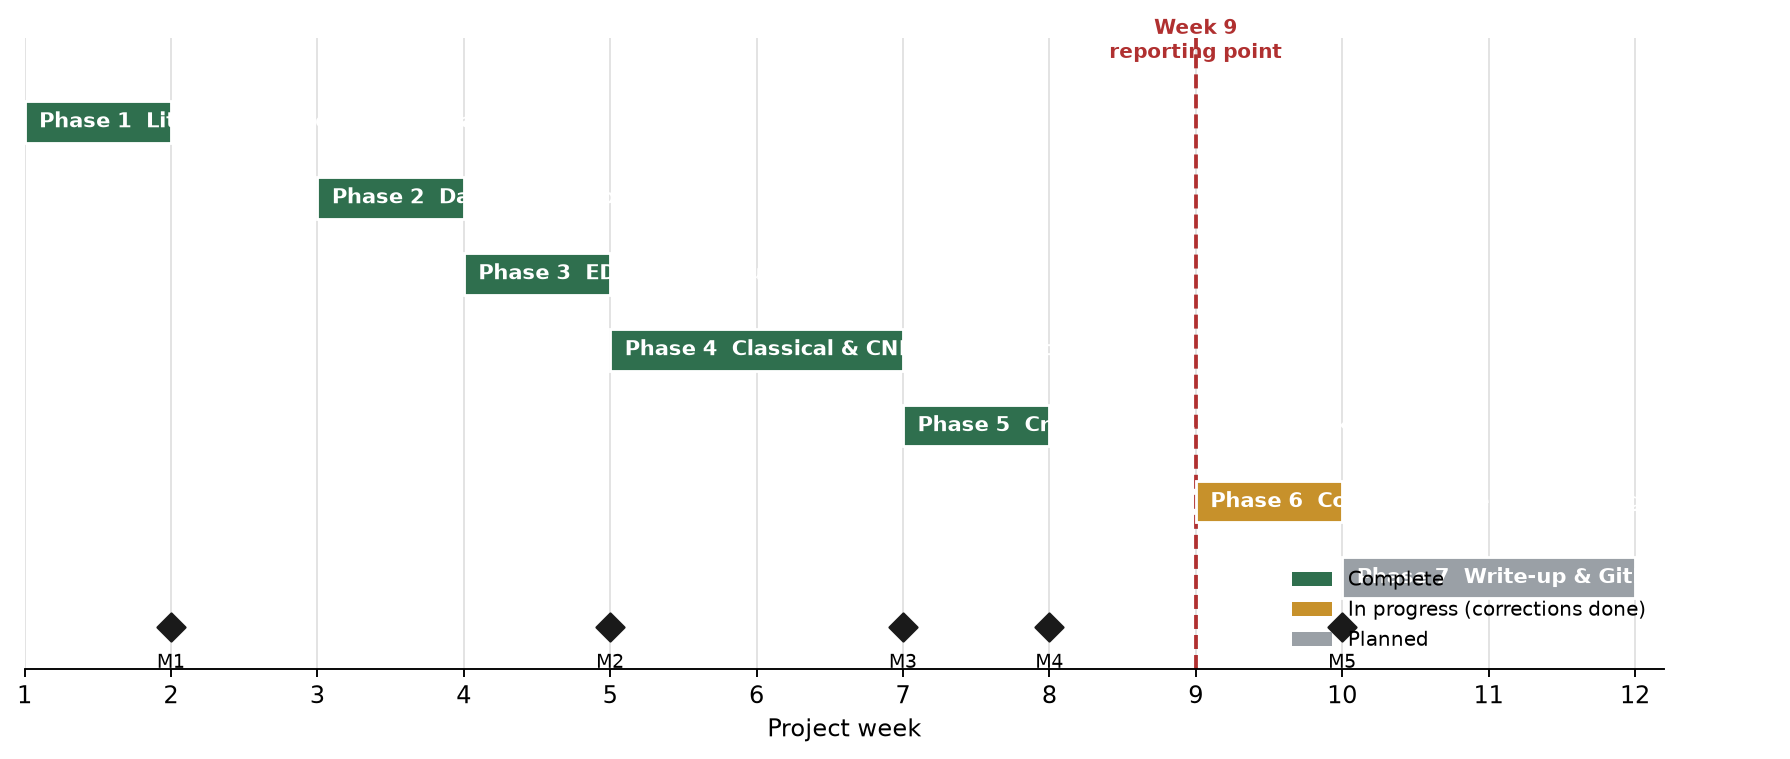 Week 9
reporting point
Phase 1 Lit
Phase 2 Da
Phase 3 ED
Phase 4 Classical & CN
Phase 5 Cr
Phase 6 Co
Phase 7 Write-up & Git
Complete
In progress (corrections done)
Planned
M1 M2 M3 M4 M5
1 2 3 4 5 6 7 8 9 10 11 12
Project week